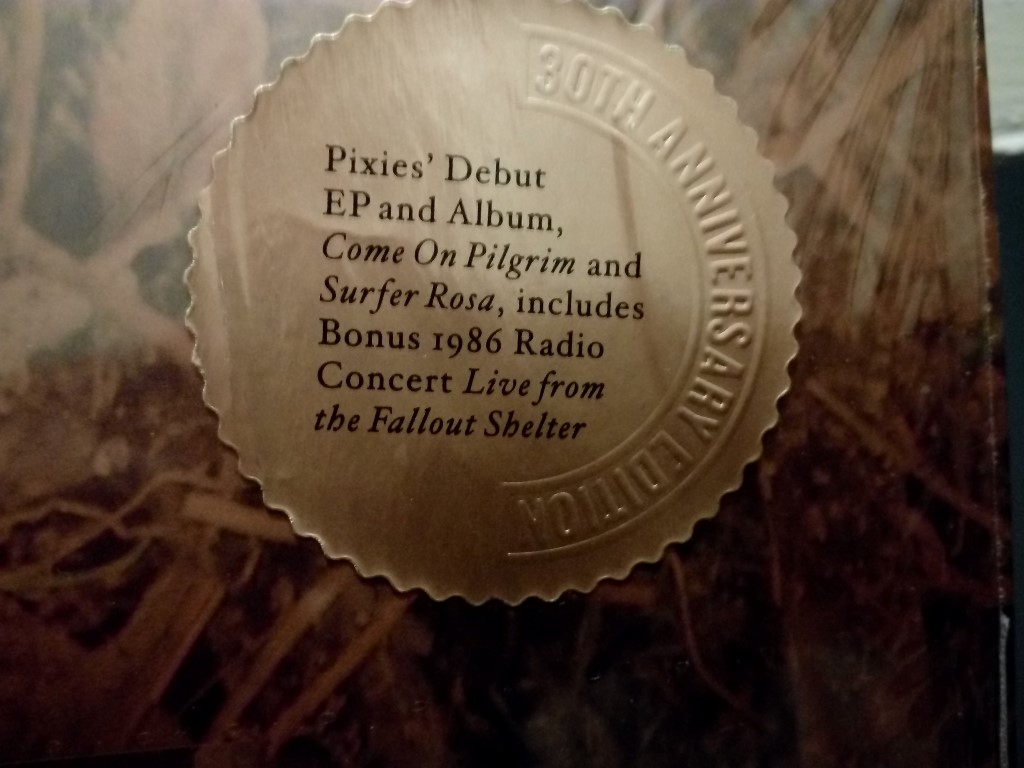 Pixies’ Debut
EP and Album,
Come On Pilgrim and
Surfer Rosa, includes
Bonus 1986 Radio
Concert Live from
the Fallout Shelter
30TH ANNIVERSARY EDITION